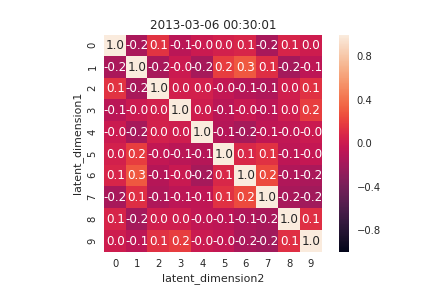 2013-03-06 00:30:01
0 1.0 -0.2 0.1 -0.1 -0.0 0.0 0.1 -0.2 0.1 0.0
1 -0.2 1.0 -0.2 -0.0 -0.2 0.2 0.3 0.1 -0.2 -0.1
2 0.1 -0.2 1.0 0.0 0.0 -0.0 -0.0 -0.1 0.0 0.1
3 -0.1 -0.0 0.0 1.0 0.0 -0.1 -0.0 -0.1 0.0 0.2
4 -0.0 -0.2 0.0 0.0 1.0 -0.1 -0.2 -0.1 -0.0 -0.0
5 0.0 0.2 -0.0 -0.1 -0.1 1.0 0.1 0.1 -0.1 -0.0
6 0.1 0.3 -0.1 -0.0 -0.2 0.1 1.0 0.2 -0.1 -0.2
7 -0.2 0.1 -0.1 -0.1 -0.1 0.1 0.2 1.0 -0.2 -0.2
8 0.1 -0.2 0.0 0.0 -0.0 -0.1 -0.1 -0.2 1.0 0.1
9 0.0 -0.1 0.1 0.2 -0.0 -0.0 -0.2 -0.2 0.1 1.0
0 1 2 3 4 5 6 7 8 9
latent_dimension2
latent_dimension1
0.8
0.4
0.0
-0.4
-0.8